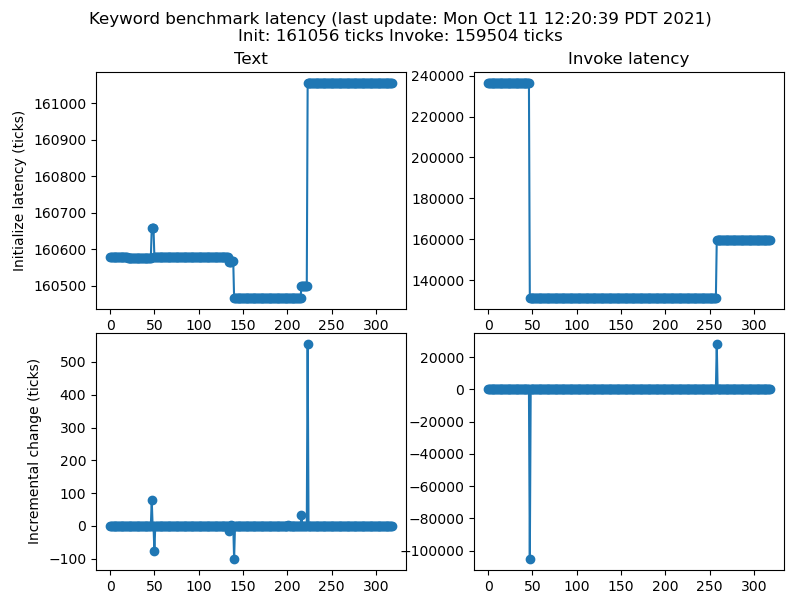 Keyword benchmark latency (last update: Mon Oct 11 12:20:39 PDT 2021)
Init: 161056 ticks Invoke: 159504 ticks
Text
Initialize latency (ticks)
161000
160900
160800
160700
160600
160500
0 50 100 150 200 250 300
Invoke latency
240000
220000
200000
180000
160000
140000
0 50 100 150 200 250 300
Incremental change (ticks)
500
400
300
200
100
0
−100
0 50 100 150 200 250 300
20000
0
−20000
−40000
−60000
−80000
−100000
0 50 100 150 200 250 300